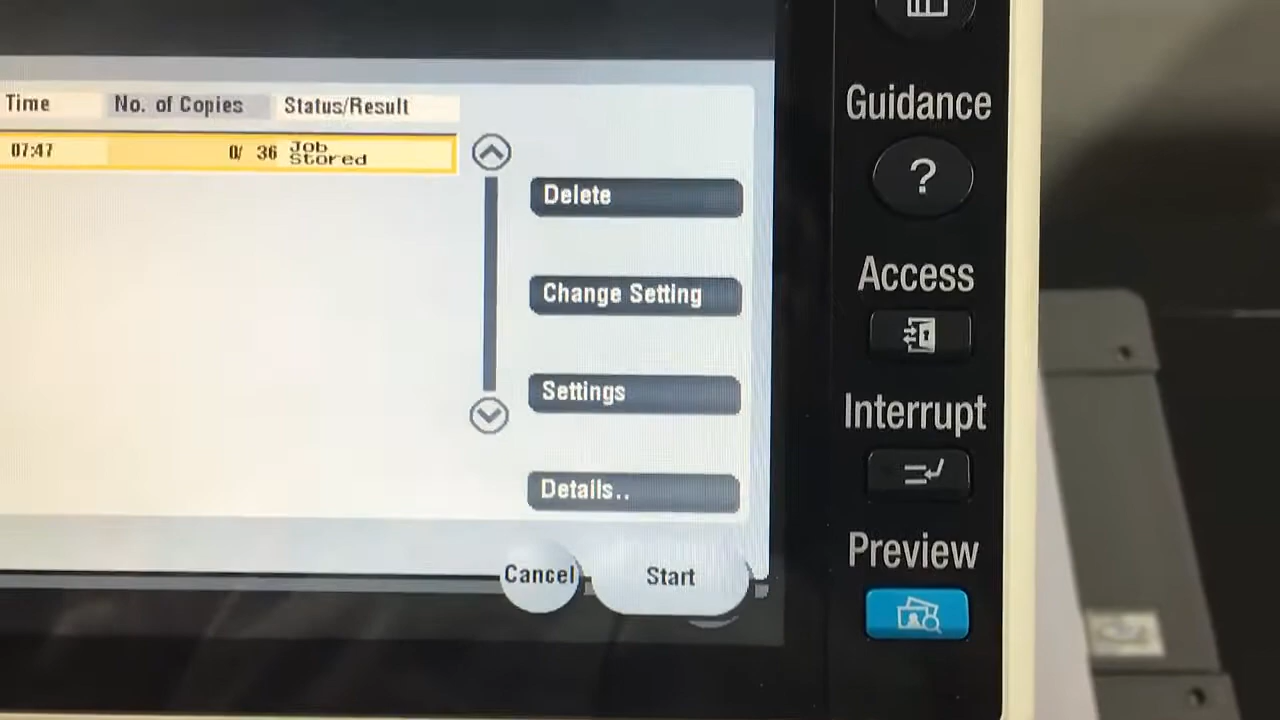 Time No. of Copies Status/Result
07:47 0/ 36 Job
Stored
Delete
Change Setting
Settings
Details..
Cancel Start
Guidance
?
Access
Interrupt
Preview